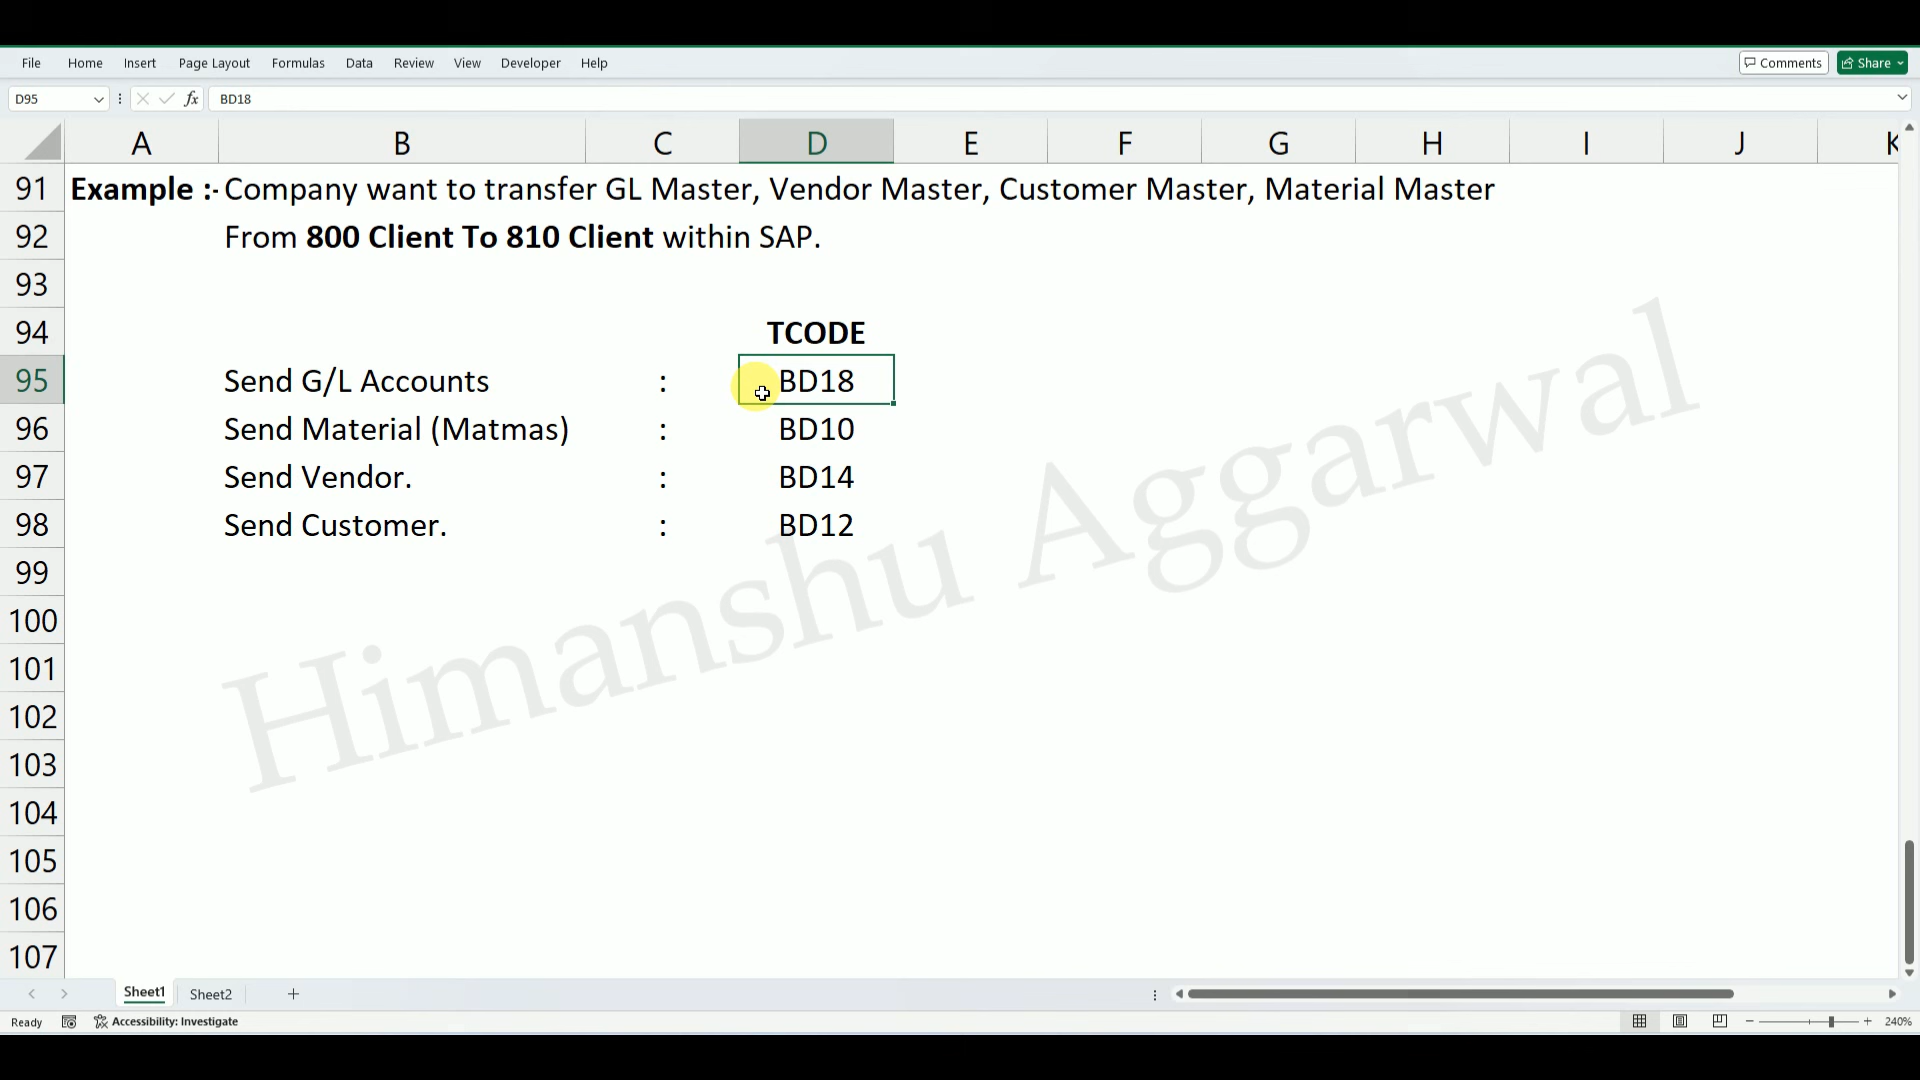 File Home Insert Page Layout Formulas Data Review View Developer Help Comments Share
D95 fx BD18
A B C D E F G H I J K
91 Example :- Company want to transfer GL Master, Vendor Master, Customer Master, Material Master
92 From 800 Client To 810 Client within SAP.
93
94 TCODE
95 Send G/L Accounts : BD18
96 Send Material (Matmas) : BD10
97 Send Vendor. : BD14
98 Send Customer. : BD12
99
100
101
102
103
104
105
106
107
Himanshu Aggarwal
Sheet1 Sheet2
Ready Accessibility: Investigate 240%